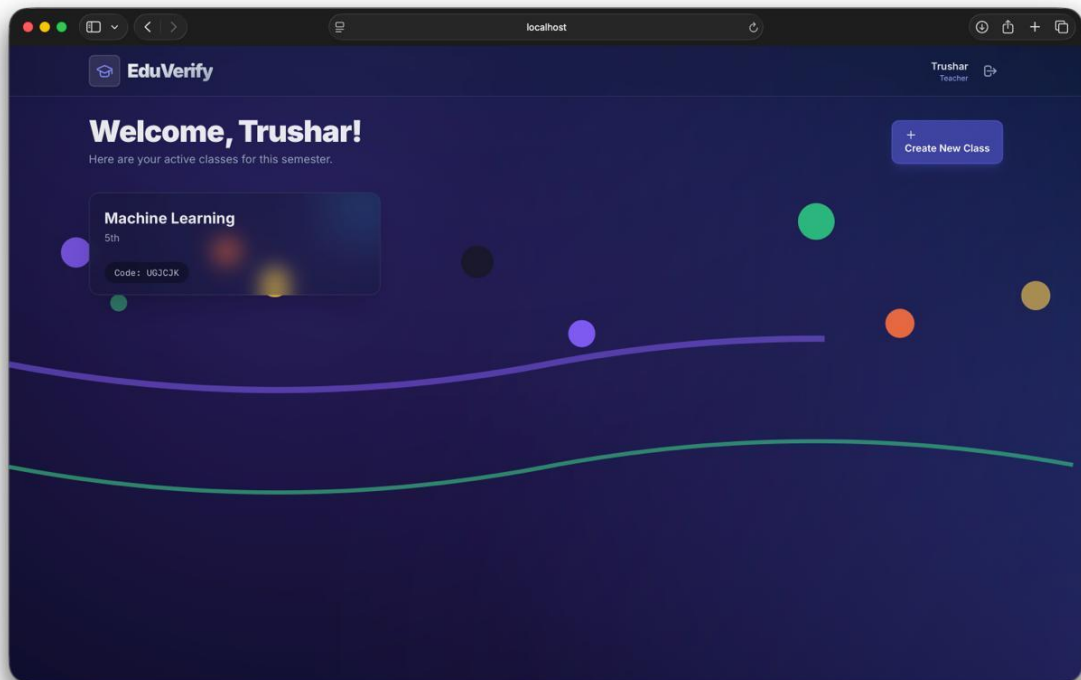 localhost
EduVerify
Trushar
Teacher
Welcome, Trushar!
Here are your active classes for this semester.
+
Create New Class
Machine Learning
5th
Code: UGJCJK